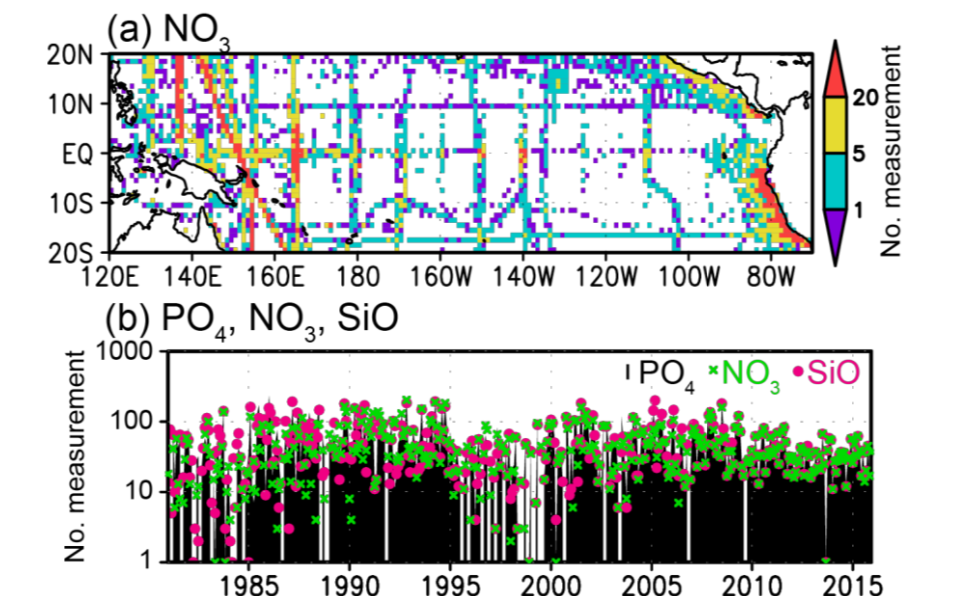 (a) NO3
20N
10N
EQ
10S
20S
120E 140E 160E 180 160W 140W 120W 100W 80W
20
5
1
No. measurement
(b) PO4, NO3, SiO
PO4 NO3 SiO
1000
100
10
1
No. measurement
1985 1990 1995 2000 2005 2010 2015